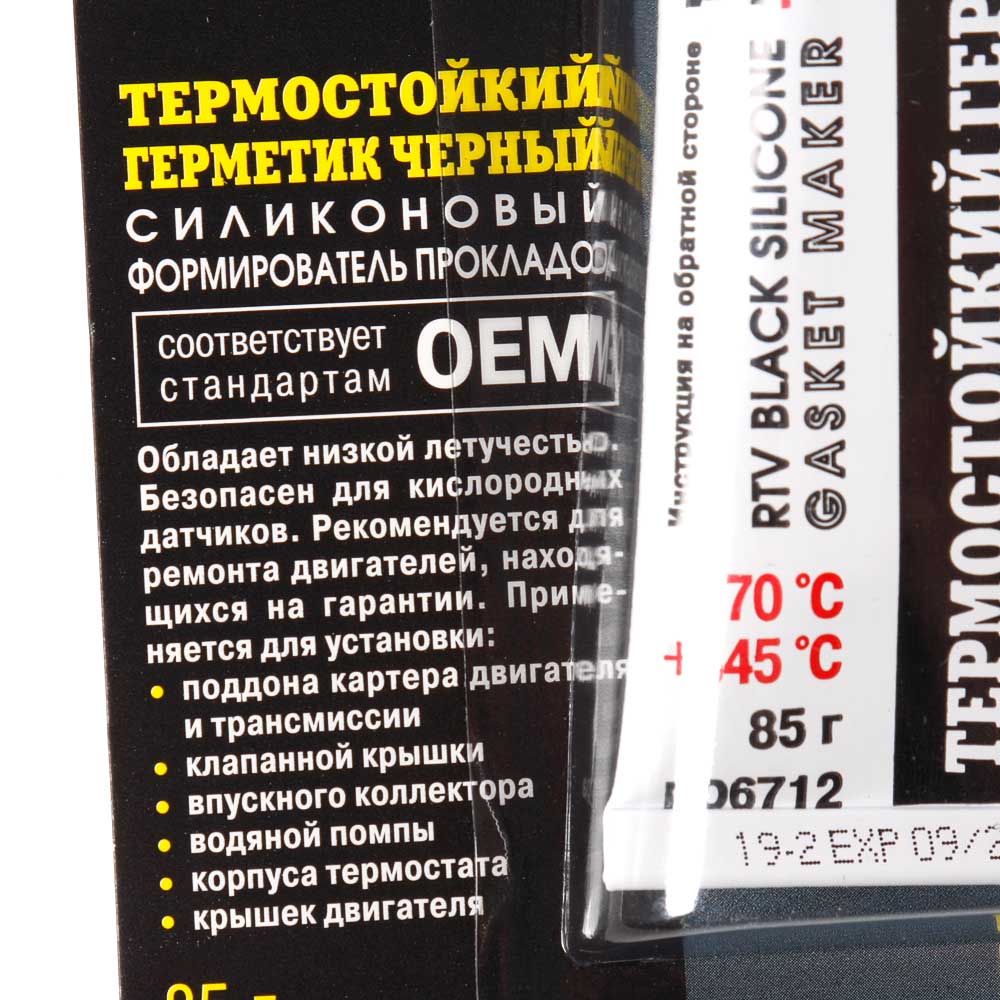 ТЕРМОСТОЙКИЙ
ГЕРМЕТИК ЧЕРНЫЙ
СИЛИКОНОВЫЙ
ФОРМИРОВАТЕЛЬ ПРОКЛАДОК
соответствует
стандартам
OEM
Обладает низкой летучестью.
Безопасен для кислородных
датчиков. Рекомендуется для
ремонта двигателей, находя-
щихся на гарантии. Приме-
няется для установки:
• поддона картера двигателя
и трансмиссии
• клапанной крышки
• впускного коллектора
• водяной помпы
• корпуса термостата
• крышек двигателя
Инструкция на обратной стороне
RTV BLACK SILICONE
GASKET MAKER
70 °C
45 °C
85 г
6712
19-2 EXP 09/2
ТЕРМОСТОЙКИЙ ГЕР